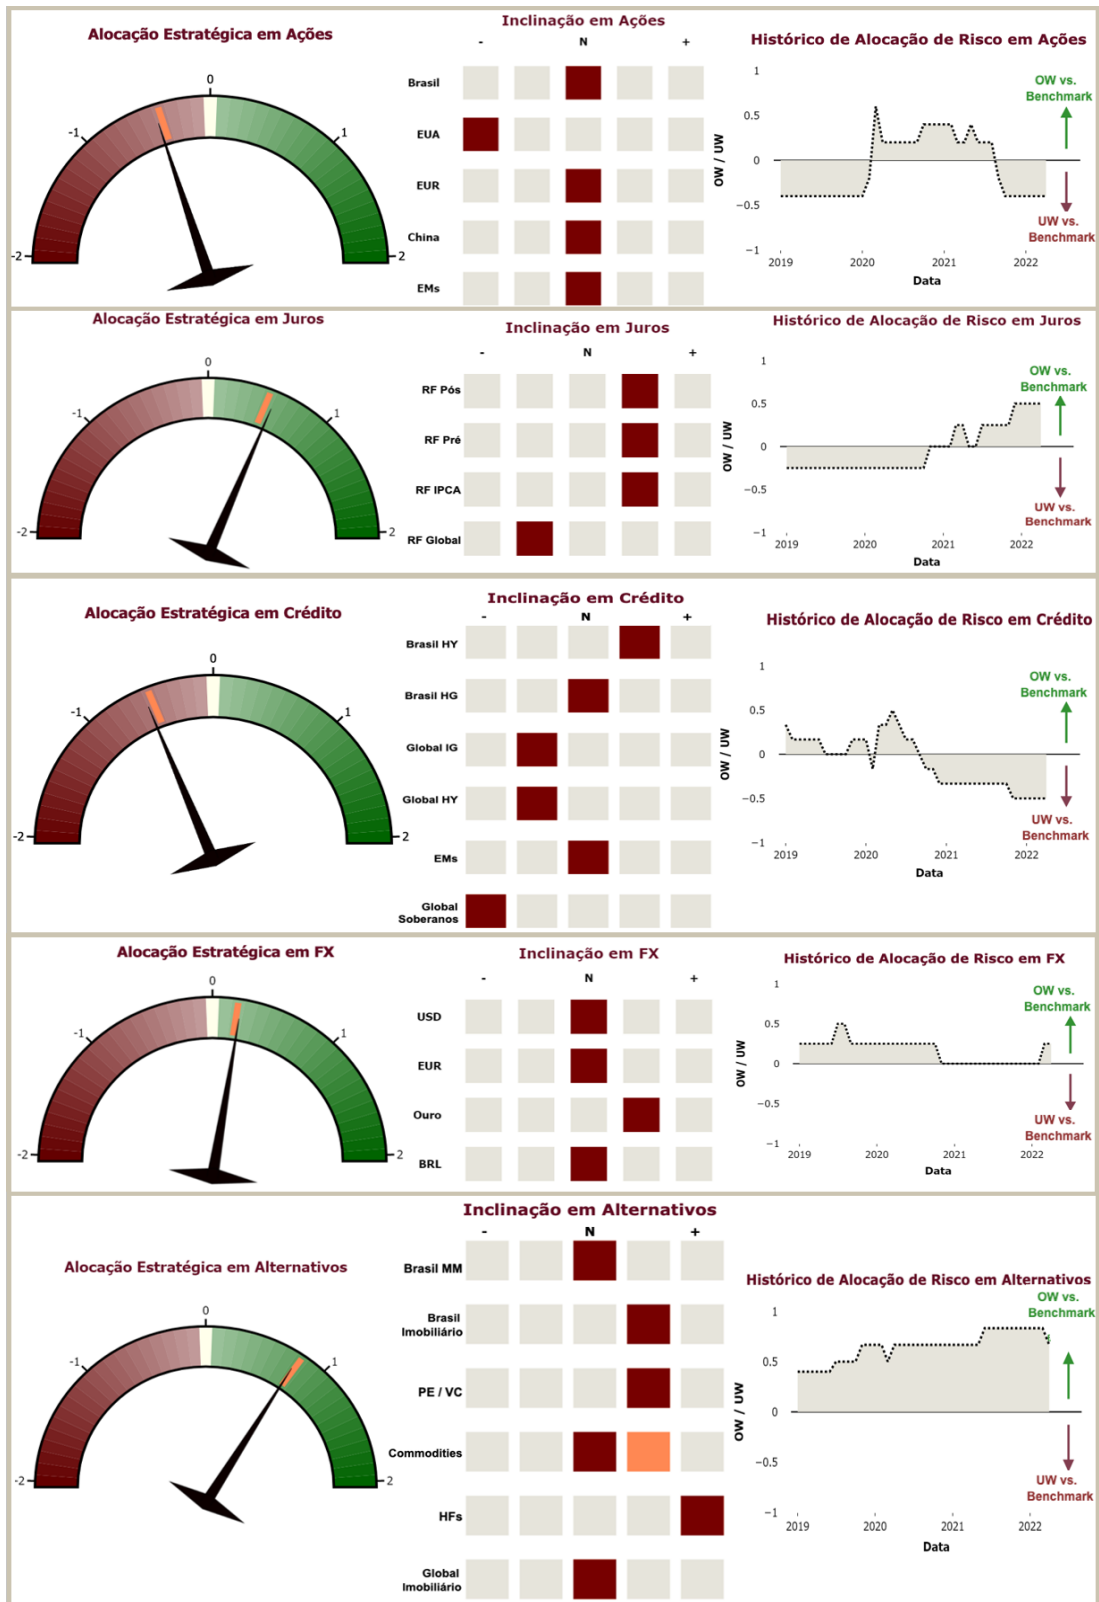 Alocação Estratégica em Ações
0
-1
1
-2
2
Inclinação em Ações
-
N
+
Brasil
EUA
EUR
China
EMs
Histórico de Alocação de Risco em Ações
1
0.5
0
−0.5
−1
OW / UW
2019
2020
2021
2022
Data
OW vs.
Benchmark
UW vs.
Benchmark
Alocação Estratégica em Juros
0
-1
1
-2
2
Inclinação em Juros
-
N
+
RF Pós
RF Pré
RF IPCA
RF Global
Histórico de Alocação de Risco em Juros
1
0.5
0
−0.5
−1
OW / UW
2019
2020
2021
2022
Data
OW vs.
Benchmark
UW vs.
Benchmark
Alocação Estratégica em Crédito
0
-1
1
-2
2
Inclinação em Crédito
-
N
+
Brasil HY
Brasil HG
Global IG
Global HY
EMs
Global
Soberanos
Histórico de Alocação de Risco em Crédito
1
0.5
0
−0.5
−1
OW / UW
2019
2020
2021
2022
Data
OW vs.
Benchmark
UW vs.
Benchmark
Alocação Estratégica em FX
0
-1
1
-2
2
Inclinação em FX
-
N
+
USD
EUR
Ouro
BRL
Histórico de Alocação de Risco em FX
1
0.5
0
−0.5
−1
OW / UW
2019
2020
2021
2022
Data
OW vs.
Benchmark
UW vs.
Benchmark
Alocação Estratégica em Alternativos
0
-1
1
-2
2
Inclinação em Alternativos
-
N
+
Brasil MM
Brasil
Imobiliário
PE / VC
Commodities
HFs
Global
Imobiliário
Histórico de Alocação de Risco em Alternativos
1
0.5
0
−0.5
−1
OW / UW
2019
2020
2021
2022
Data
OW vs.
Benchmark
UW vs.
Benchmark